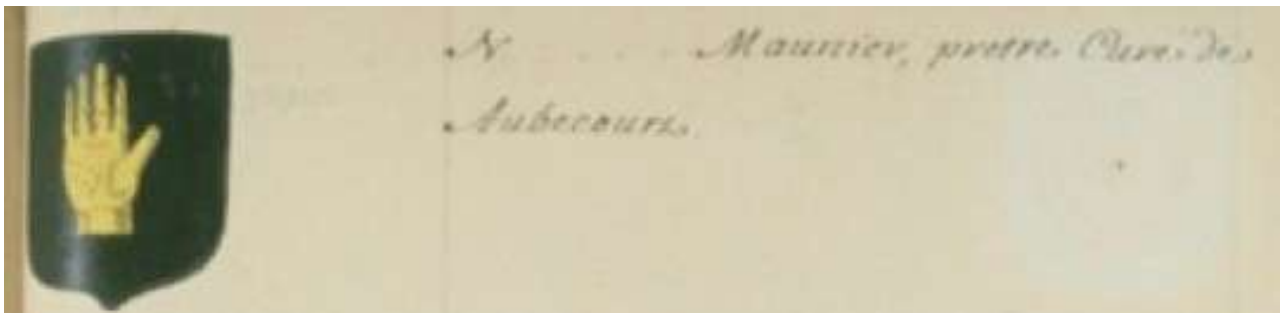 N . . . . Maunier, pretre Curé de
Aubecourt.